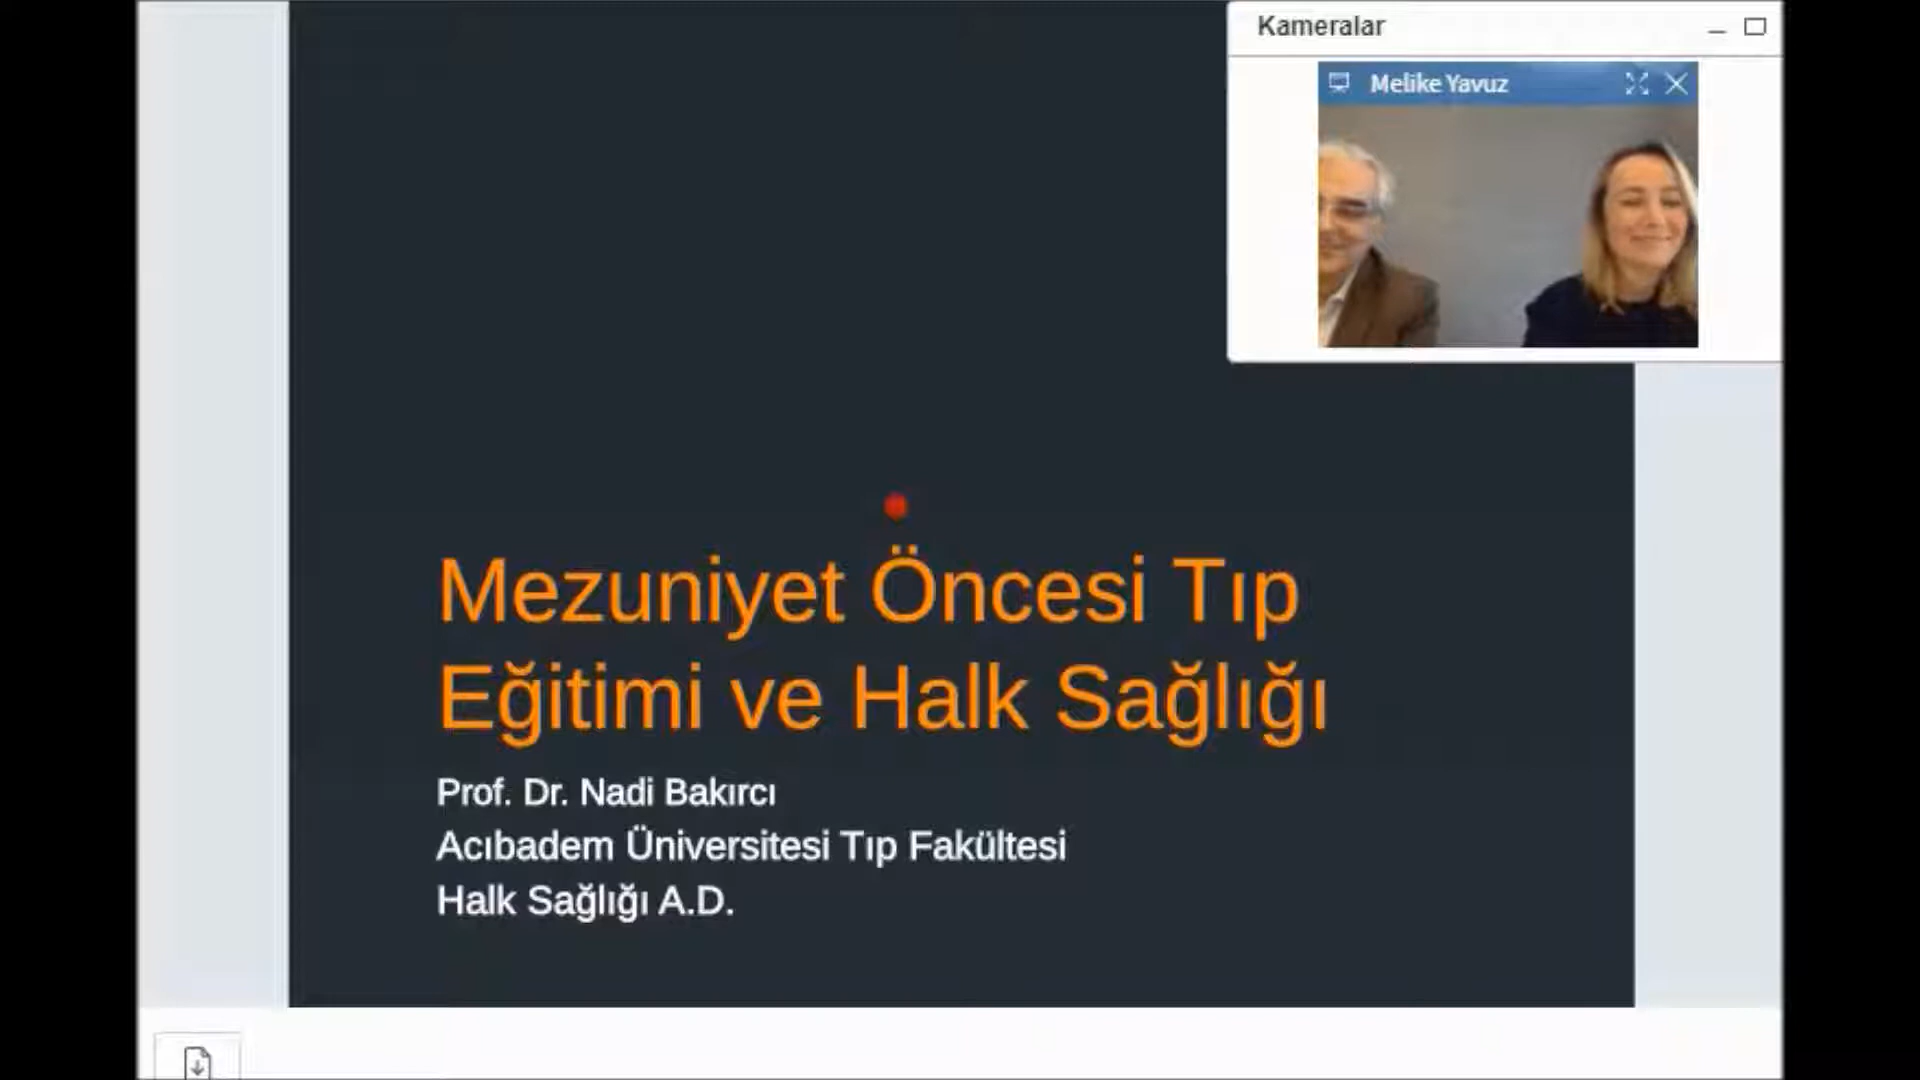 Kameralar
Melike Yavuz
Mezuniyet Öncesi Tıp
Eğitimi ve Halk Sağlığı
Prof. Dr. Nadi Bakırcı
Acıbadem Üniversitesi Tıp Fakültesi
Halk Sağlığı A.D.